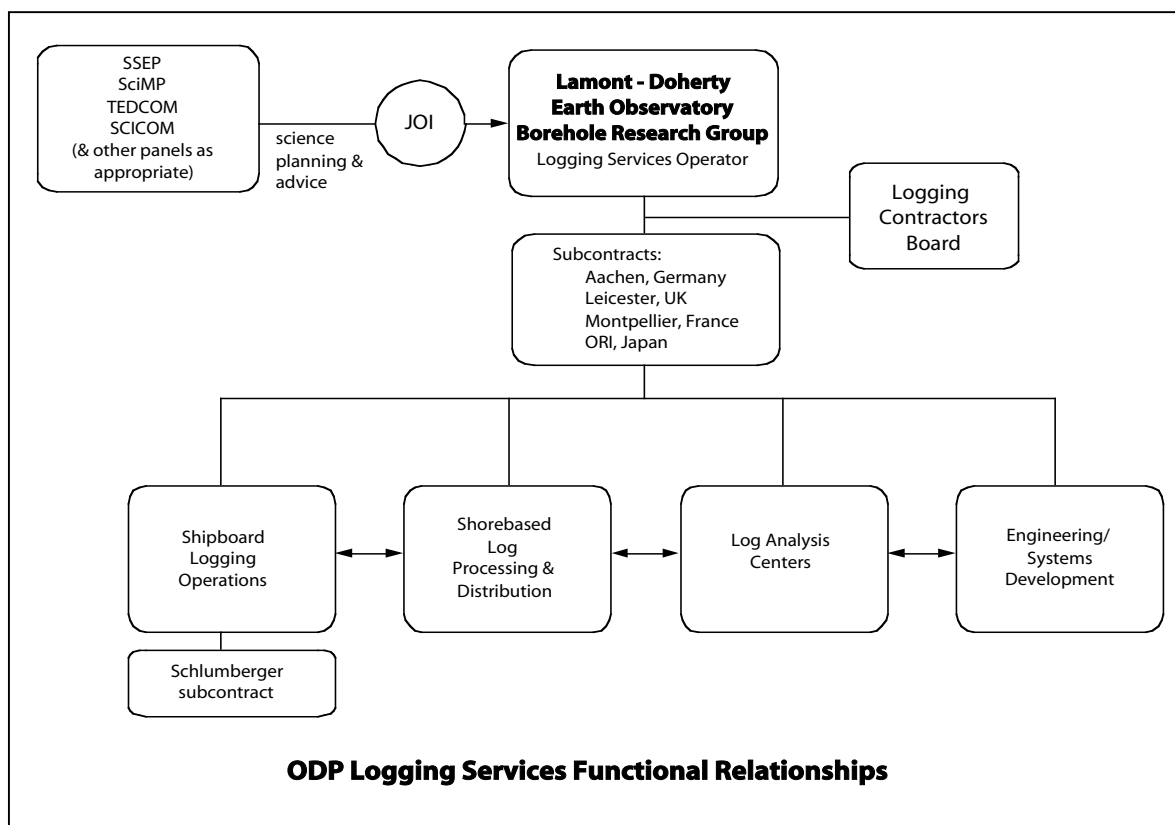 SSEP
SciMP
TEDCOM
SCICOM
(& other panels as
appropriate)
science
planning &
advice
JOI
Lamont - Doherty
Earth Observatory
Borehole Research Group
Logging Services Operator
Logging
Contractors
Board
Subcontracts:
Aachen, Germany
Leicester, UK
Montpellier, France
ORI, Japan
Shipboard
Logging
Operations
Shorebased
Log
Processing &
Distribution
Log Analysis
Centers
Engineering/
Systems
Development
Schlumberger
subcontract
ODP Logging Services Functional Relationships